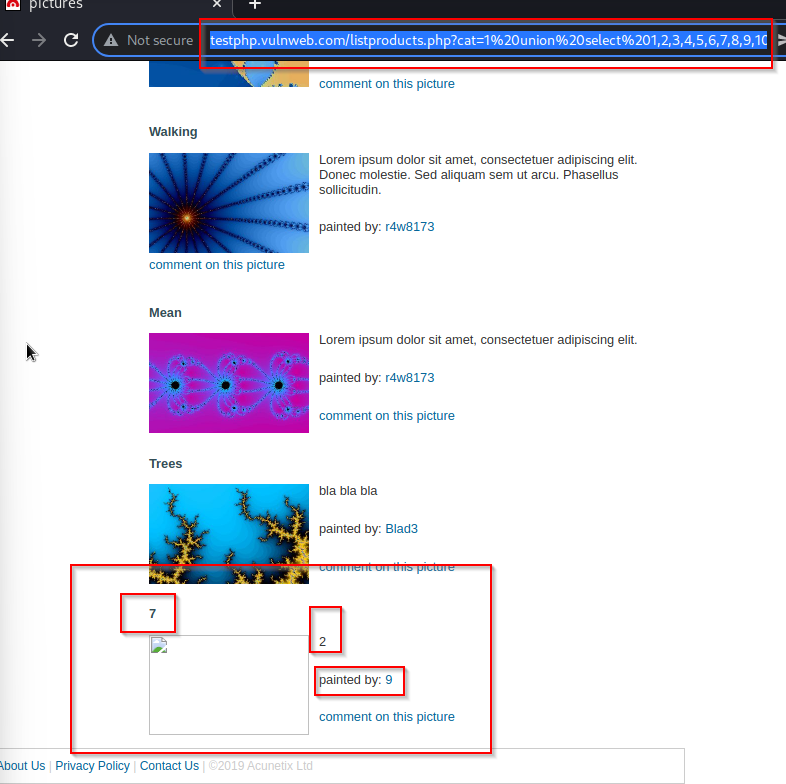 pictures
Not secure
testphp.vulnweb.com/listproducts.php?cat=1%20union%20select%201,2,3,4,5,6,7,8,9,10
comment on this picture
Walking
Lorem ipsum dolor sit amet, consectetuer adipiscing elit.
Donec molestie. Sed aliquam sem ut arcu. Phasellus
sollicitudin.
painted by: r4w8173
comment on this picture
Mean
Lorem ipsum dolor sit amet, consectetuer adipiscing elit.
painted by: r4w8173
comment on this picture
Trees
bla bla bla
painted by: Blad3
comment on this picture
7
2
painted by: 9
comment on this picture
About Us | Privacy Policy | Contact Us | ©2019 Acunetix Ltd